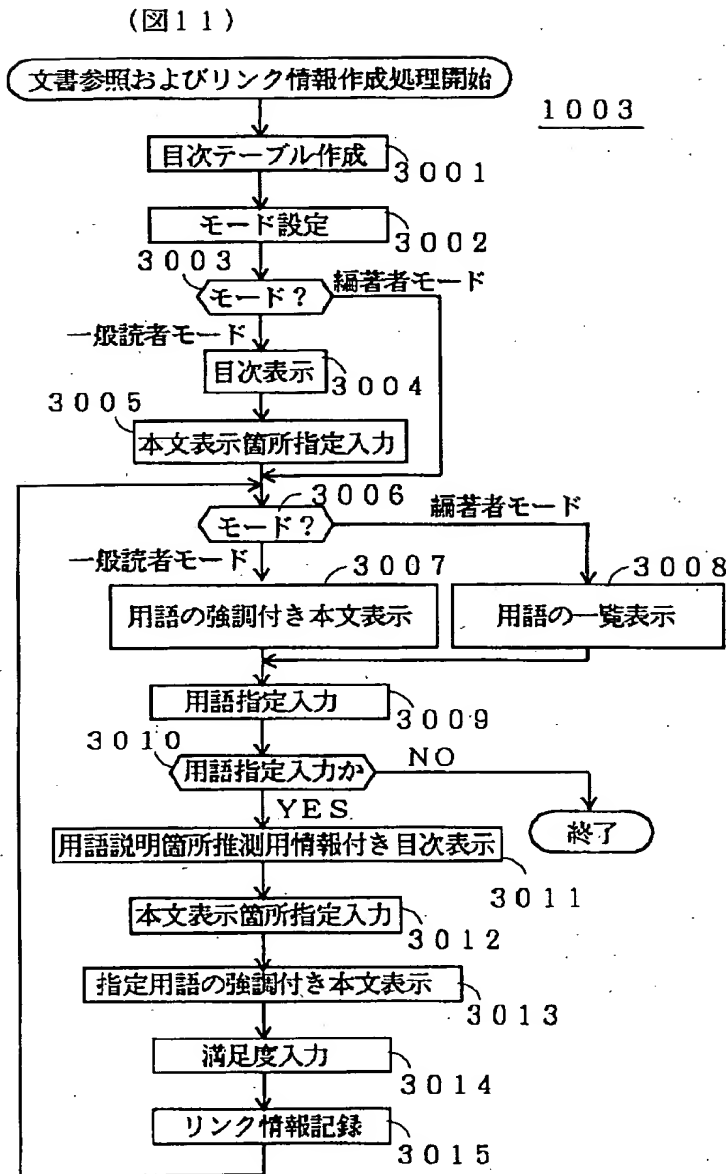 (図11)
文書参照およびリンク情報作成処理開始
1003
目次テーブル作成
3001
モード設定
3002
3003
モード?
編著者モード
一般読者モード
目次表示
3004
3005
本文表示箇所指定入力
3006
モード?
編著者モード
一般読者モード
3007
3008
用語の強調付き本文表示
用語の一覧表示
用語指定入力
3009
3010
用語指定入力か
NO
YES
終了
用語説明箇所推測用情報付き目次表示
3011
本文表示箇所指定入力
3012
指定用語の強調付き本文表示
3013
満足度入力
3014
リンク情報記録
3015